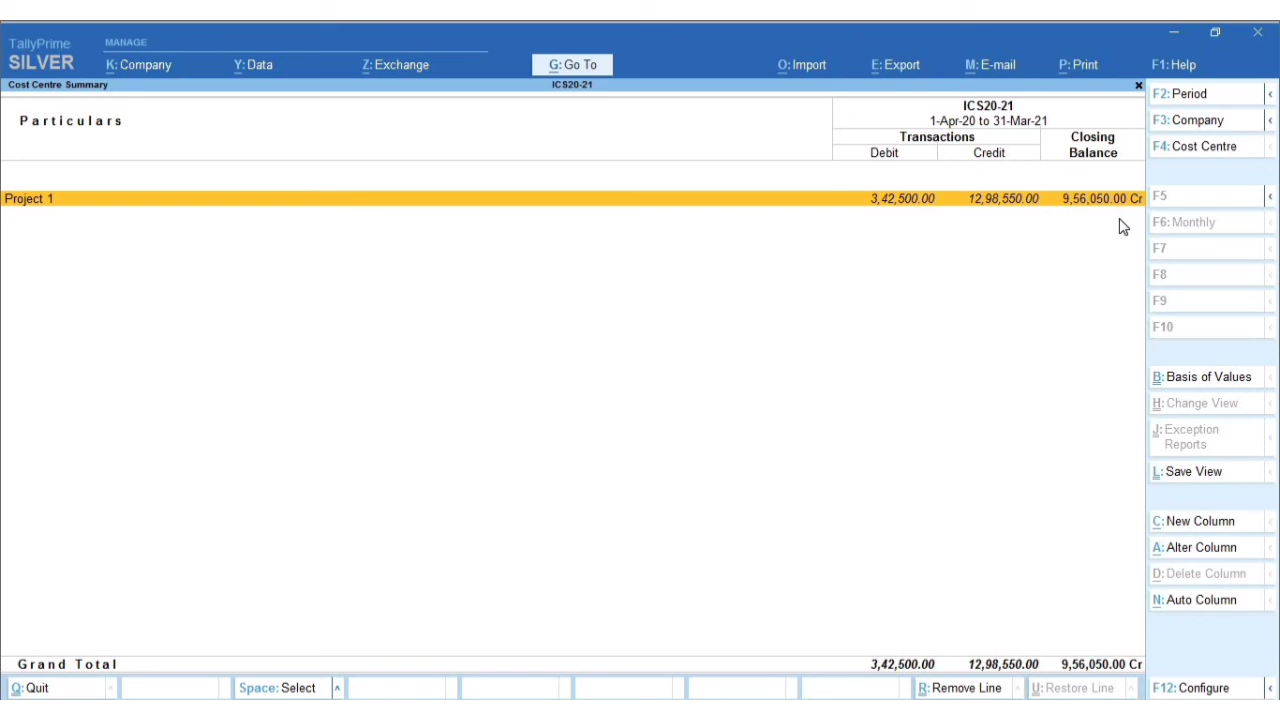 TallyPrime MANAGE
SILVER K: Company Y: Data Z: Exchange G: Go To O: Import E: Export M: E-mail P: Print F1: Help
Cost Centre Summary ICS20-21 x
Particulars
ICS20-21
1-Apr-20 to 31-Mar-21
Transactions Closing
Debit Credit Balance
Project 1 3,42,500.00 12,98,550.00 9,56,050.00 Cr
Grand Total 3,42,500.00 12,98,550.00 9,56,050.00 Cr
F2: Period
F3: Company
F4: Cost Centre
F5
F6: Monthly
F7
F8
F9
F10
B: Basis of Values
H: Change View
J: Exception
Reports
L: Save View
C: New Column
A: Alter Column
D: Delete Column
N: Auto Column
Q: Quit Space: Select R: Remove Line U: Restore Line F12: Configure